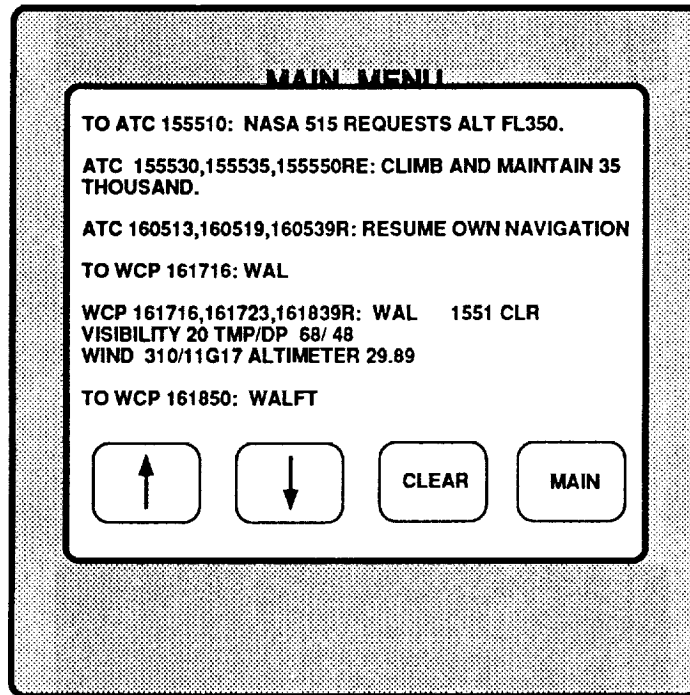 MAIN MENU
TO ATC 155510: NASA 515 REQUESTS ALT FL350.
ATC 155530,155535,155550RE: CLIMB AND MAINTAIN 35
THOUSAND.
ATC 160513,160519,160539R: RESUME OWN NAVIGATION
TO WCP 161716: WAL
WCP 161716,161723,161839R: WAL 1551 CLR
VISIBILITY 20 TMP/DP 68/ 48
WIND 310/11G17 ALTIMETER 29.89
TO WCP 161850: WALFT
CLEAR MAIN